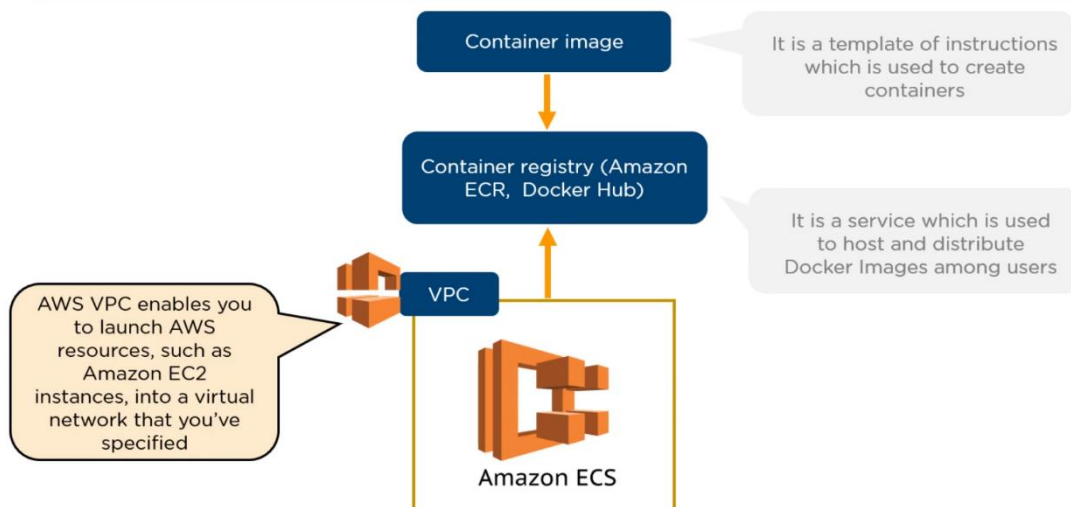 Container image
It is a template of instructions
which is used to create
containers
Container registry (Amazon
ECR, Docker Hub)
It is a service which is used
to host and distribute
Docker Images among users
VPC
AWS VPC enables you
to launch AWS
resources, such as
Amazon EC2
instances, into a virtual
network that you've
specified
Amazon ECS